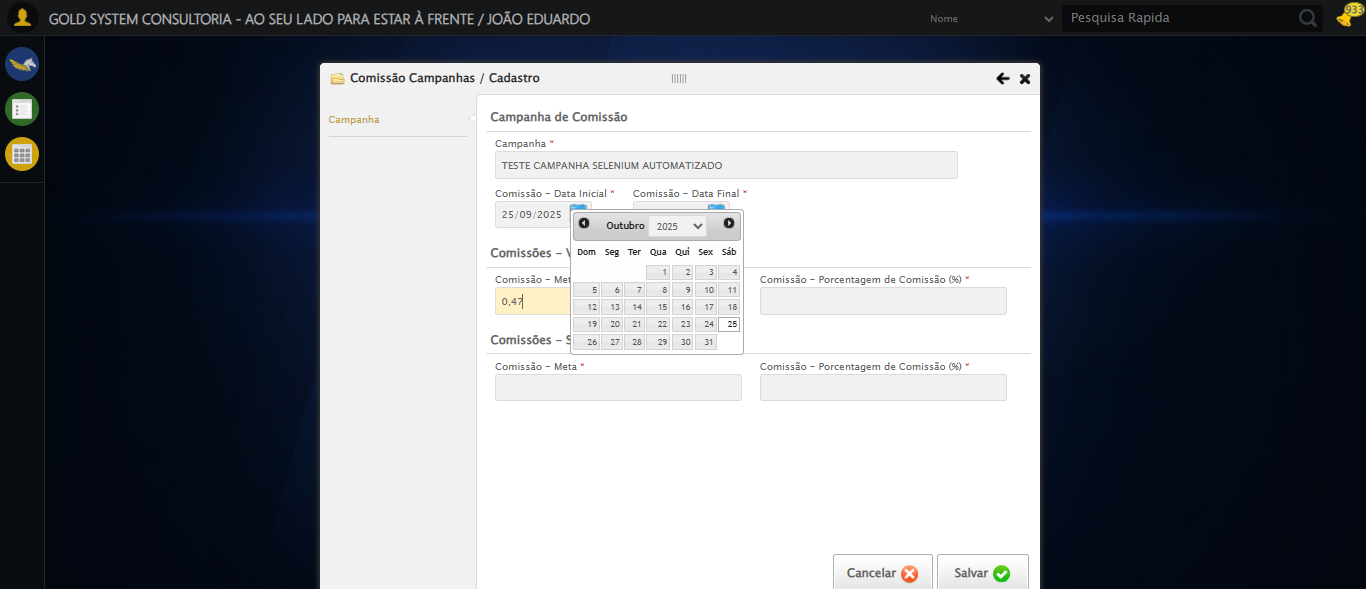 GOLD SYSTEM CONSULTORIA - AO SEU LADO PARA ESTAR À FRENTE / JOÃO EDUARDO
Nome
Pesquisa Rapida
933
Comissão Campanhas / Cadastro
Campanha
Campanha de Comissão
Campanha *
TESTE CAMPANHA SELENIUM AUTOMATIZADO
Comissão - Data Inicial * Comissão - Data Final *
25/09/2025
Outubro 2025
Dom Seg Ter Qua Qui Sex Sáb
1 2 3 4
5 6 7 8 9 10 11
12 13 14 15 16 17 18
19 20 21 22 23 24 25
26 27 28 29 30 31
Comissões -
Comissão - Comissão - Porcentagem de Comissão (%) *
0,47
Comissões -
Comissão - Meta * Comissão - Porcentagem de Comissão (%) *
Cancelar Salvar